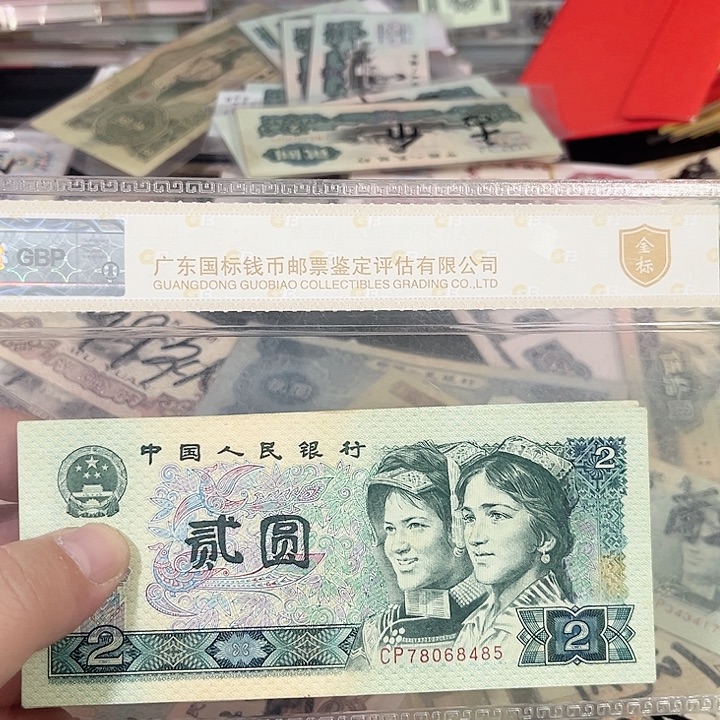 GBP
广东国标钱币邮票鉴定评估有限公司
GUANGDONG GUOBIAO COLLECTIBLES GRADING CO.,LTD
金标
中国人民银行
2
贰圆
2
2
CP78068485